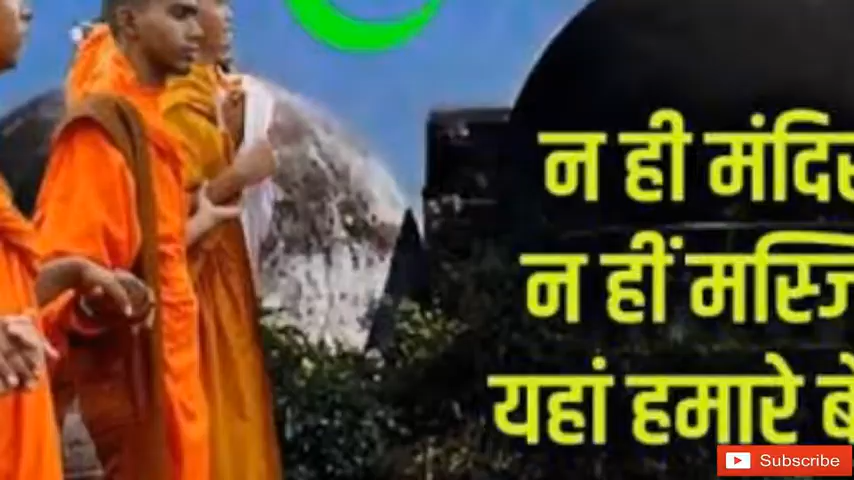 न ही मंदिर
न हीं मस्जि
यहां हमारे बे
Subscribe